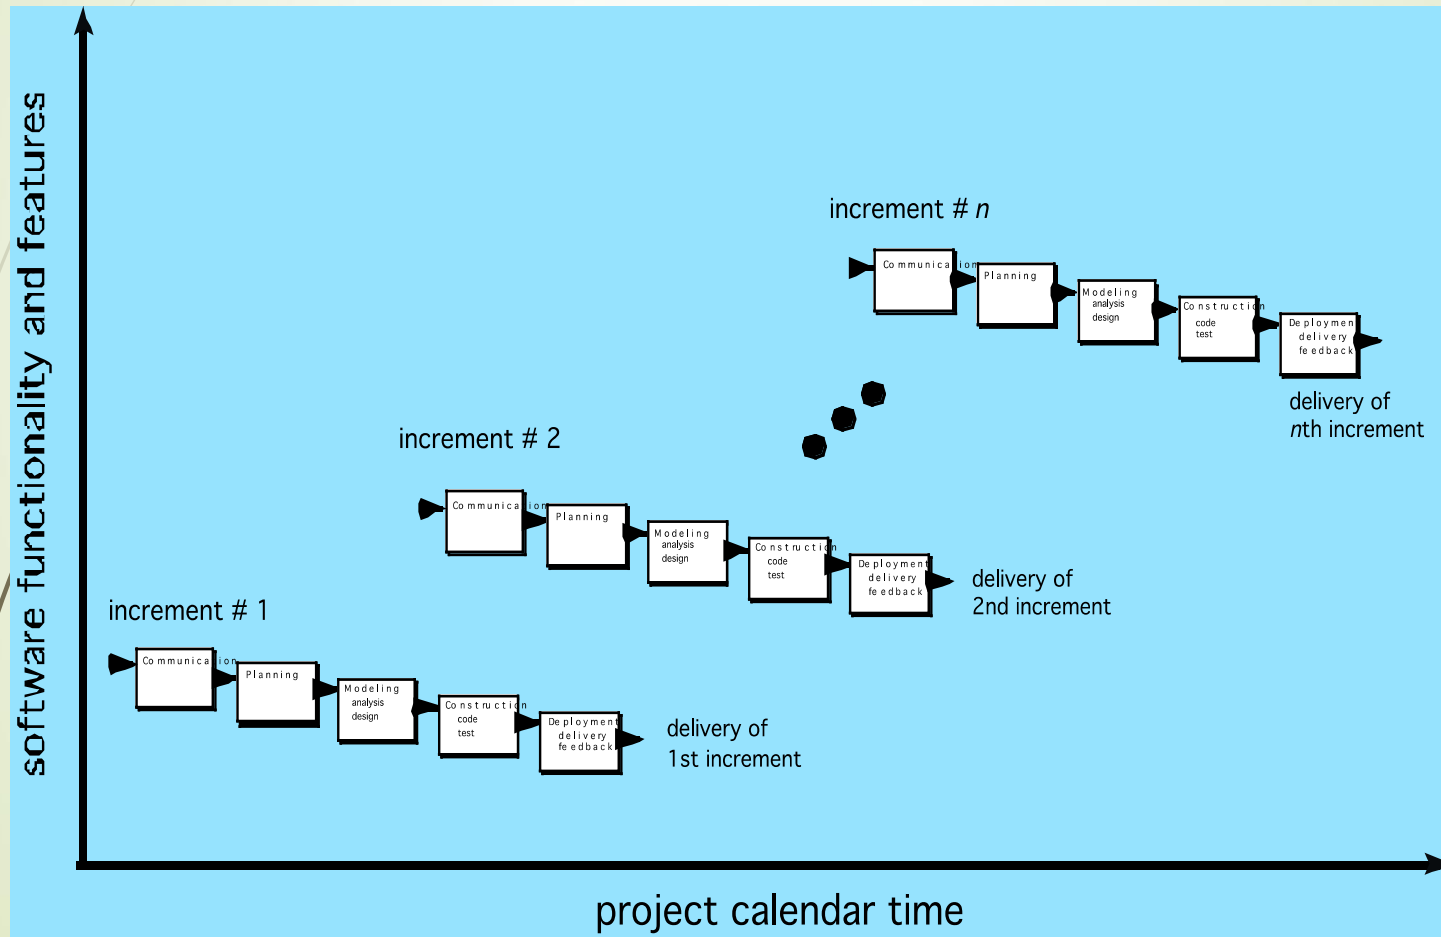 software functionality and features
increment # n
Communication
Planning
Modeling
analysis
design
Construction
code
test
Deployment
delivery
feedback
delivery of
nth increment
increment # 2
Communication
Planning
Modeling
analysis
design
Construction
code
test
Deployment
delivery
feedback
delivery of
2nd increment
increment # 1
Communication
Planning
Modeling
analysis
design
Construction
code
test
Deployment
delivery
feedback
delivery of
1st increment
project calendar time